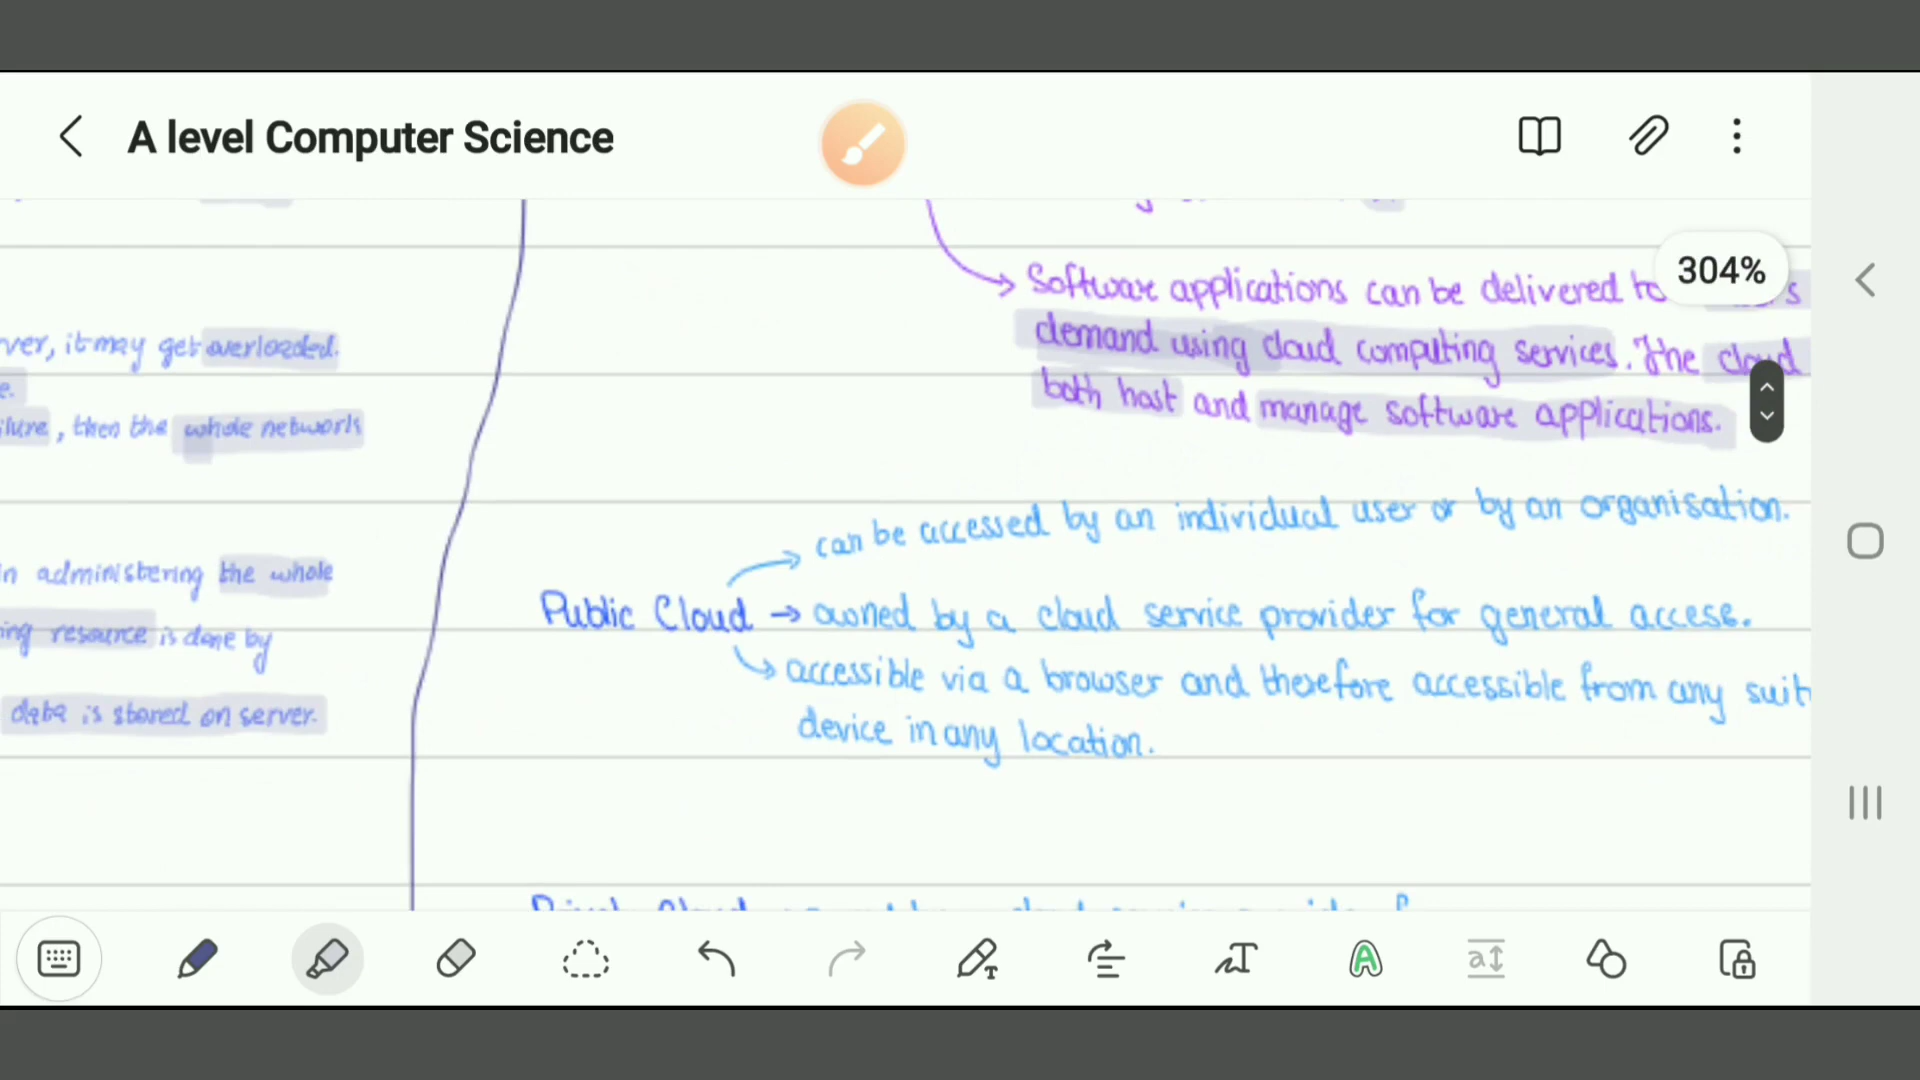 A level Computer Science
304%
ver, it may get overloaded.
e.
ilure, then the whole network
in administering the whole
ing resource is done by
data is stored on server.
Software applications can be delivered to
demand using cloud computing services. The cloud
both host and manage software applications.
can be accessed by an individual user or by an organisation.
Public Cloud → owned by a cloud service provider for general access.
accessible via a browser and therefore accessible from any suit
device in any location.